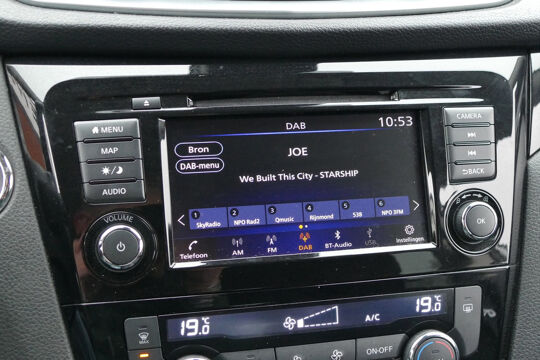 MENU
MAP
AUDIO
VOLUME
DAB
10:53
Bron
DAB-menu
JOE
We Built This City - STARSHIP
1 2 3 4 5 6
SkyRadio NPO Rad2 Qmusic Rijnmond 538 NPO 3FM
Telefoon AM FM DAB BT-Audio USB Instellingen
CAMERA
BACK
OK
19.0 A/C 19.0
MAX
ON-OFF